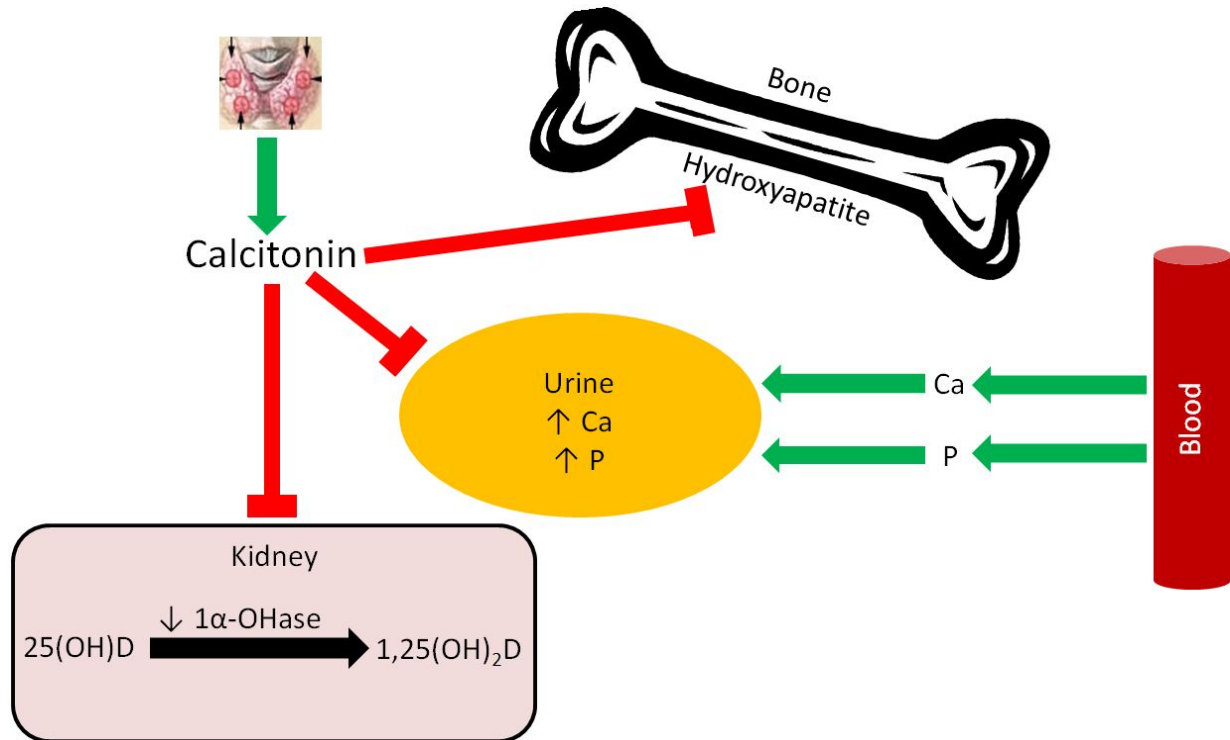 Bone
Hydroxyapatite
Calcitonin
Urine
↑ Ca
↑ P
Ca
P
Blood
Kidney
↓ 1α-OHase
25(OH)D
1,25(OH)₂D